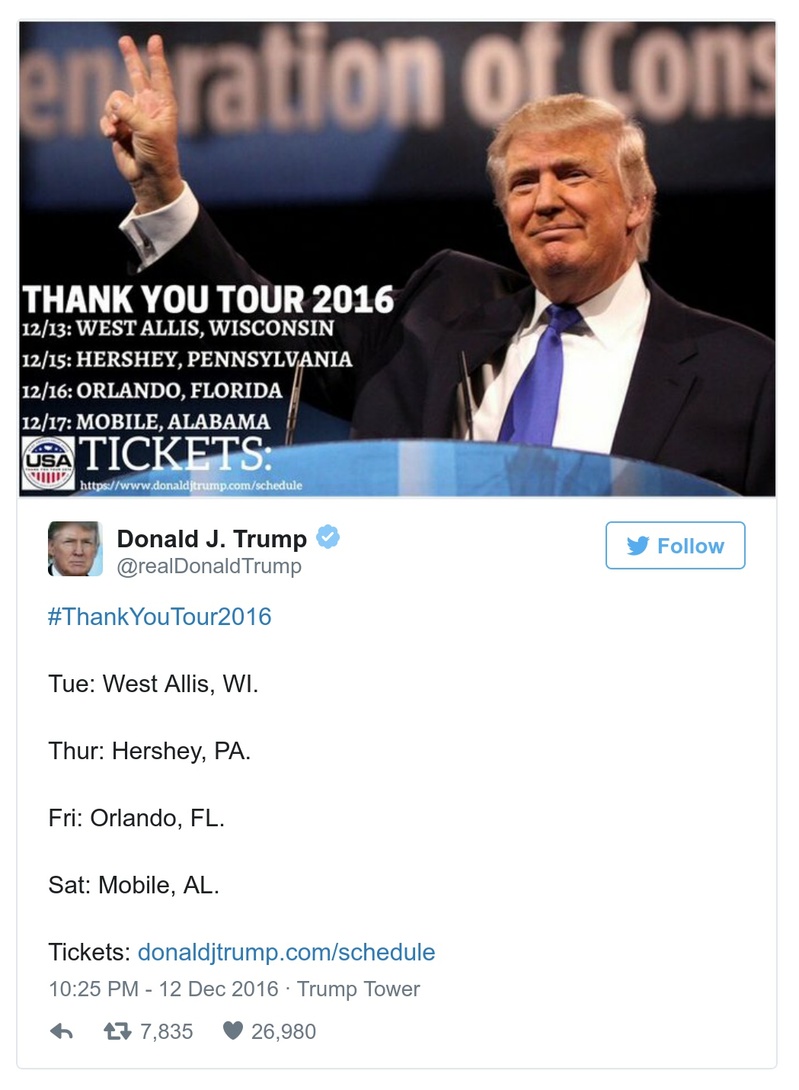 en ration of Cons
THANK YOU TOUR 2016
12/13: WEST ALLIS, WISCONSIN
12/15: HERSHEY, PENNSYLVANIA
12/16: ORLANDO, FLORIDA
12/17: MOBILE, ALABAMA
USA
TICKETS:
https://www.donaldjtrump.com/schedule
Donald J. Trump
@realDonaldTrump
Follow
#ThankYouTour2016
Tue: West Allis, WI.
Thur: Hershey, PA.
Fri: Orlando, FL.
Sat: Mobile, AL.
Tickets: donaldjtrump.com/schedule
10:25 PM - 12 Dec 2016 · Trump Tower
7,835 26,980